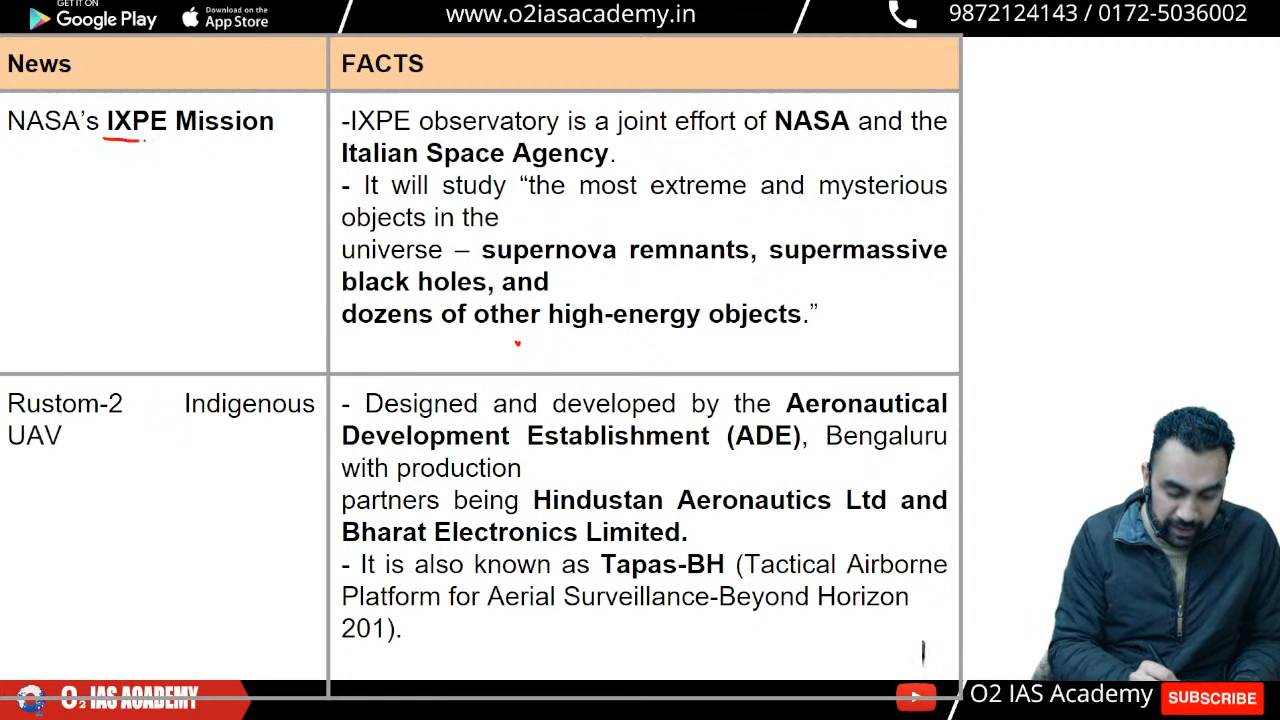 GET IT ON
Google Play
Download on the
App Store
www.o2iasacademy.in
9872124143 / 0172-5036002
News
FACTS
NASA’s IXPE Mission
-IXPE observatory is a joint effort of NASA and the
Italian Space Agency.
- It will study “the most extreme and mysterious
objects in the
universe – supernova remnants, supermassive
black holes, and
dozens of other high-energy objects.”
Rustom-2 Indigenous
UAV
- Designed and developed by the Aeronautical
Development Establishment (ADE), Bengaluru
with production
partners being Hindustan Aeronautics Ltd and
Bharat Electronics Limited.
- It is also known as Tapas-BH (Tactical Airborne
Platform for Aerial Surveillance-Beyond Horizon
201).
O2 IAS ACADEMY
O2 IAS Academy
SUBSCRIBE